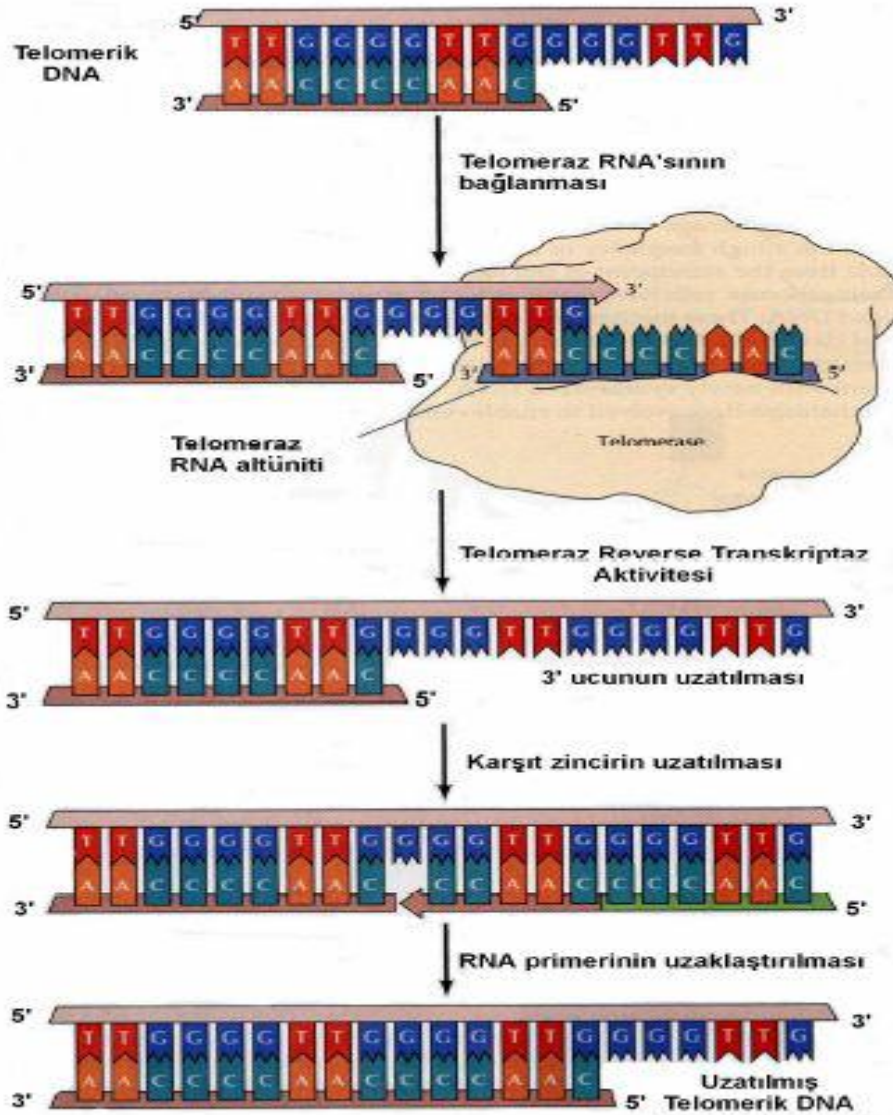 5' 3'
Telomerik
DNA
T T G G G G T T G G G G T T G
A A C C C C A A C
3' 5'
Telomeraz RNA'sının
bağlanması
5' 3'
T T G G G G T T G G G G T T G
A A C C C C A A C A A C C C C A A C
3' 5' 3' 5'
Telomeraz
RNA altüniti
Telomerase
Telomeraz Reverse Transkriptaz
Aktivitesi
5' 3'
T T G G G G T T G G G G T T G G G G T T G
A A C C C C A A C
3' 5'
3' ucunun uzatılması
Karşıt zincirin uzatılması
5' 3'
T T G G G G T T G G G G T T G G G G T T G
A A C C C C A A C C C A A C C C C A A C
3' 5'
RNA primerinin uzaklaştırılması
5' 3'
T T G G G G T T G G G G T T G G G G T T G
A A C C C C A A C C C C A A C
3' 5'
Uzatılmış
Telomerik DNA